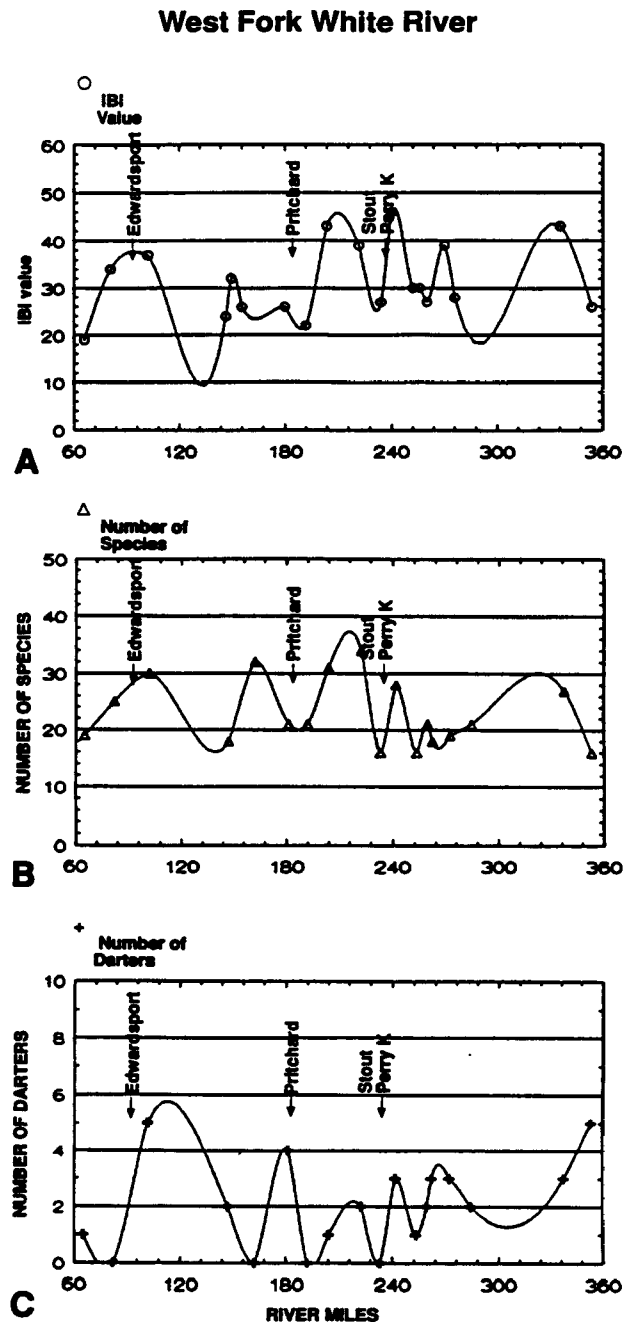 West Fork White River
IBI
Value
60
50
40
30
20
10
0
IBI value
Edwardsport
Pritchard
Stout
Perry K
60 120 180 240 300 360
A
Number of
Species
50
40
30
20
10
0
NUMBER OF SPECIES
Edwardsport
Pritchard
Stout
Perry K
60 120 180 240 300 360
B
Number of
Darters
10
8
6
4
2
0
NUMBER OF DARTERS
Edwardsport
Pritchard
Stout
Perry K
60 120 180 240 300 360
C
RIVER MILES